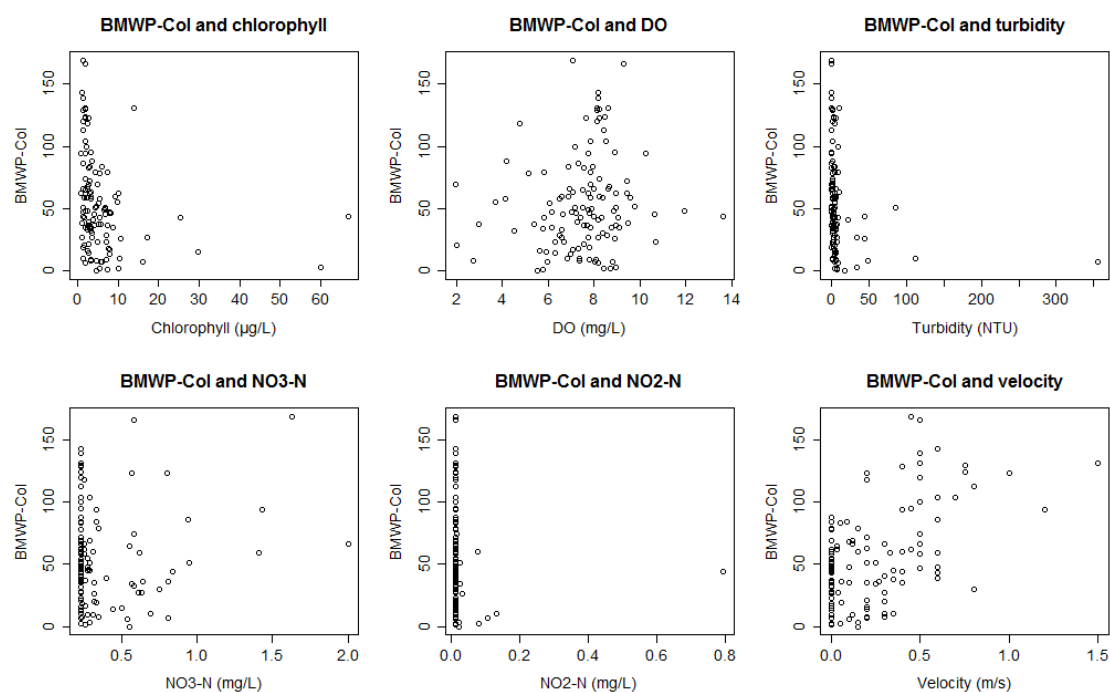 BMWP-Col and chlorophyll
BMWP-Col
0 50 100 150
0 10 20 30 40 50 60
Chlorophyll (µg/L)
BMWP-Col and DO
BMWP-Col
0 50 100 150
2 4 6 8 10 12 14
DO (mg/L)
BMWP-Col and turbidity
BMWP-Col
0 50 100 150
0 50 100 200 300
Turbidity (NTU)
BMWP-Col and NO3-N
BMWP-Col
0 50 100 150
0.5 1.0 1.5 2.0
NO3-N (mg/L)
BMWP-Col and NO2-N
BMWP-Col
0 50 100 150
0.0 0.2 0.4 0.6 0.8
NO2-N (mg/L)
BMWP-Col and velocity
BMWP-Col
0 50 100 150
0.0 0.5 1.0 1.5
Velocity (m/s)